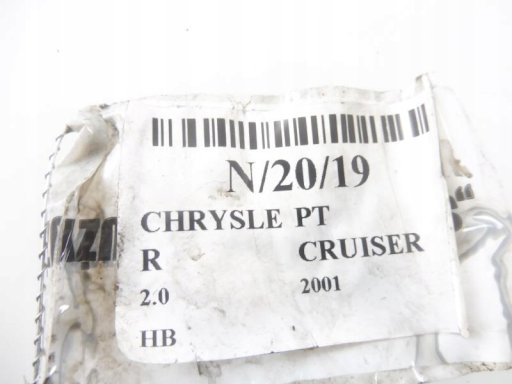 N/20/19
CHRYSLE PT
R CRUISER
2.0 2001
HB